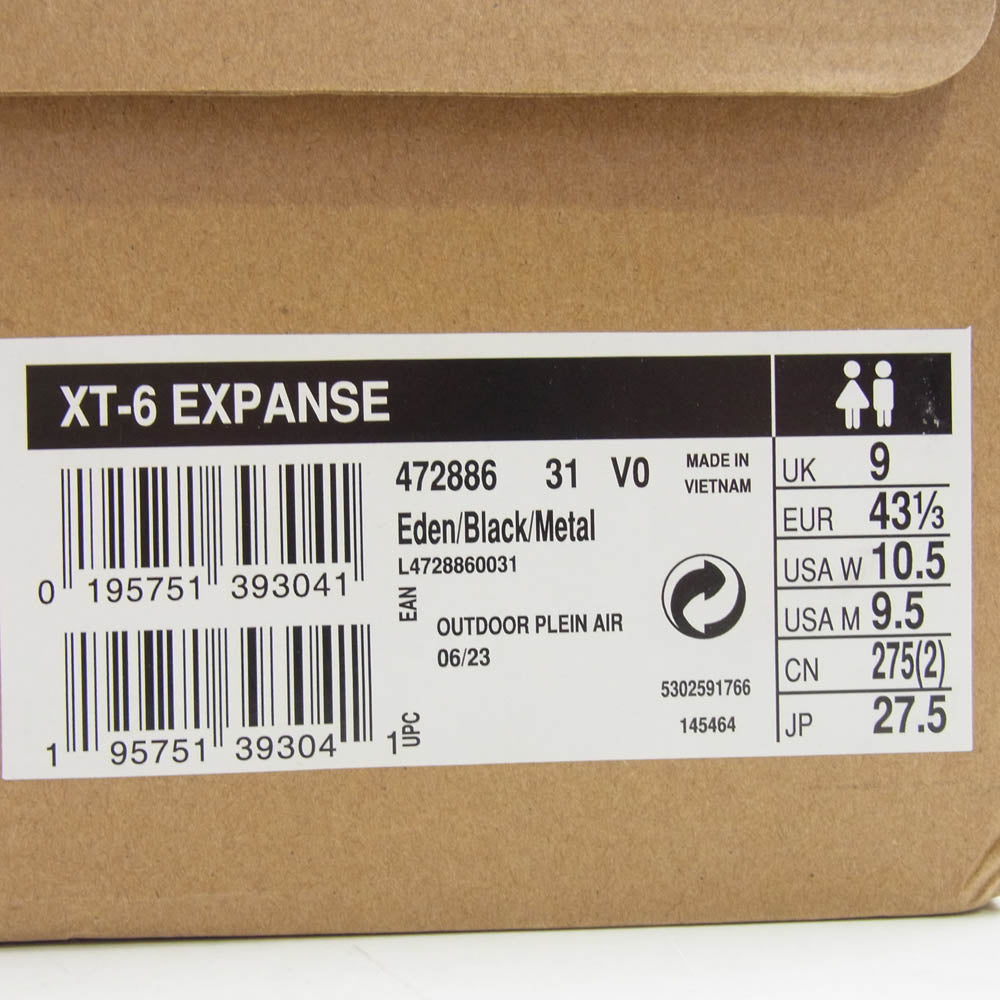 XT-6 EXPANSE
472886 31 V0
MADE IN
VIETNAM
Eden/Black/Metal
L4728860031
0 195751 393041
EAN
OUTDOOR PLEIN AIR
06/23
1 95751 39304 1
UPC
5302591766
145464
UK 9
EUR 43⅓
USA W 10.5
USA M 9.5
CN 275(2)
JP 27.5